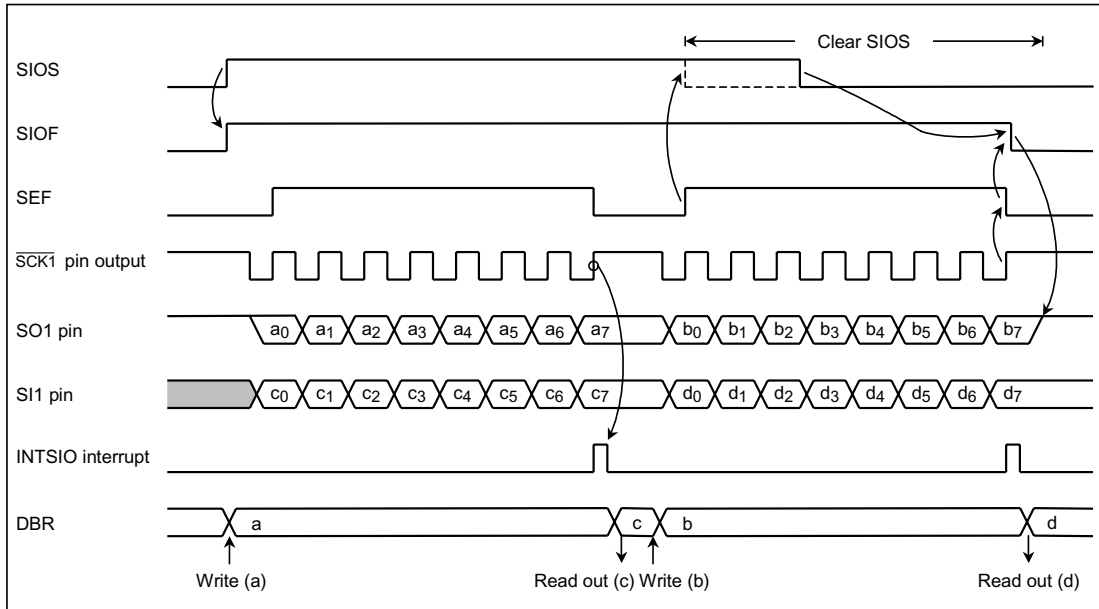 Clear SIOS
SIOS
SIOF
SEF
SCK1 pin output
SO1 pin a0 a1 a2 a3 a4 a5 a6 a7 b0 b1 b2 b3 b4 b5 b6 b7
SI1 pin c0 c1 c2 c3 c4 c5 c6 c7 d0 d1 d2 d3 d4 d5 d6 d7
INTSIO interrupt
DBR a c b d
Write (a) Read out (c) Write (b) Read out (d)